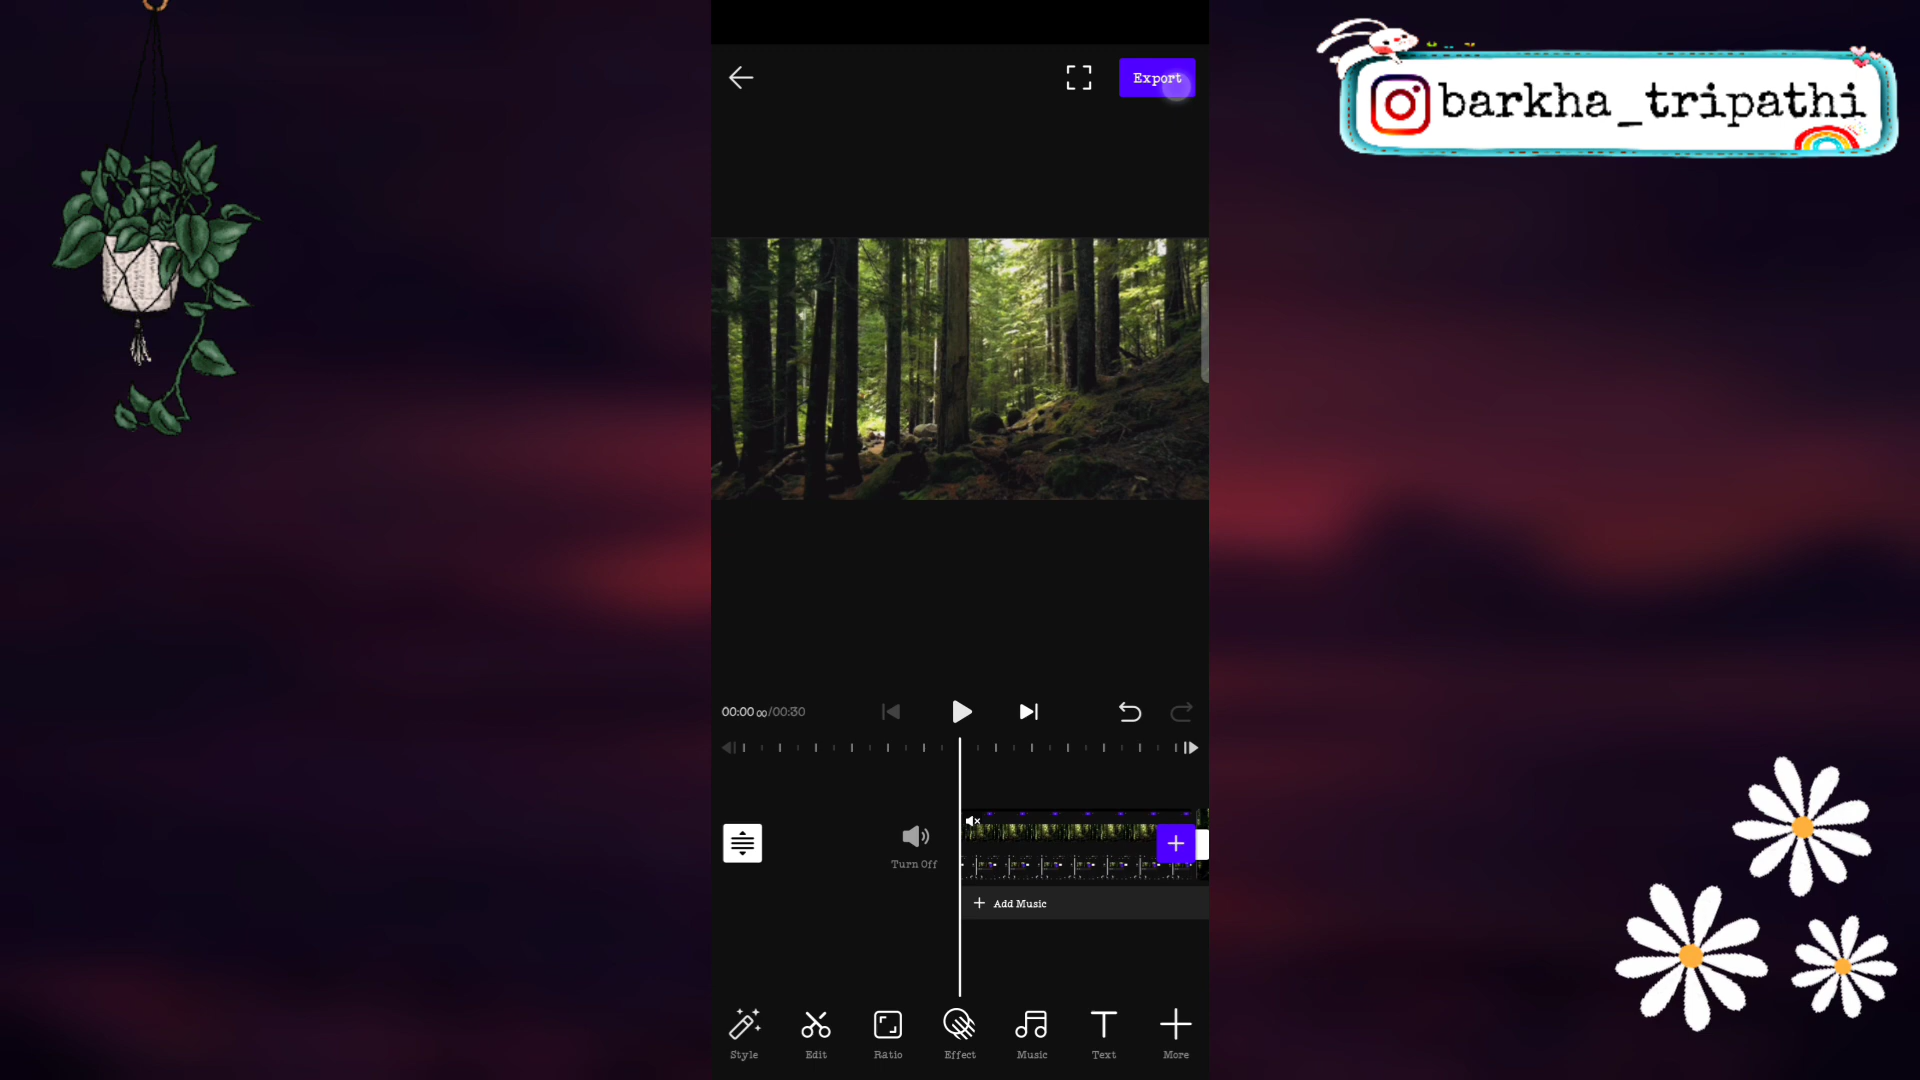 Export
barkha_tripathi
00:00 00/00:30
Turn Off
+ Add Music
Style
Edit
Ratio
Effect
Music
Text
More